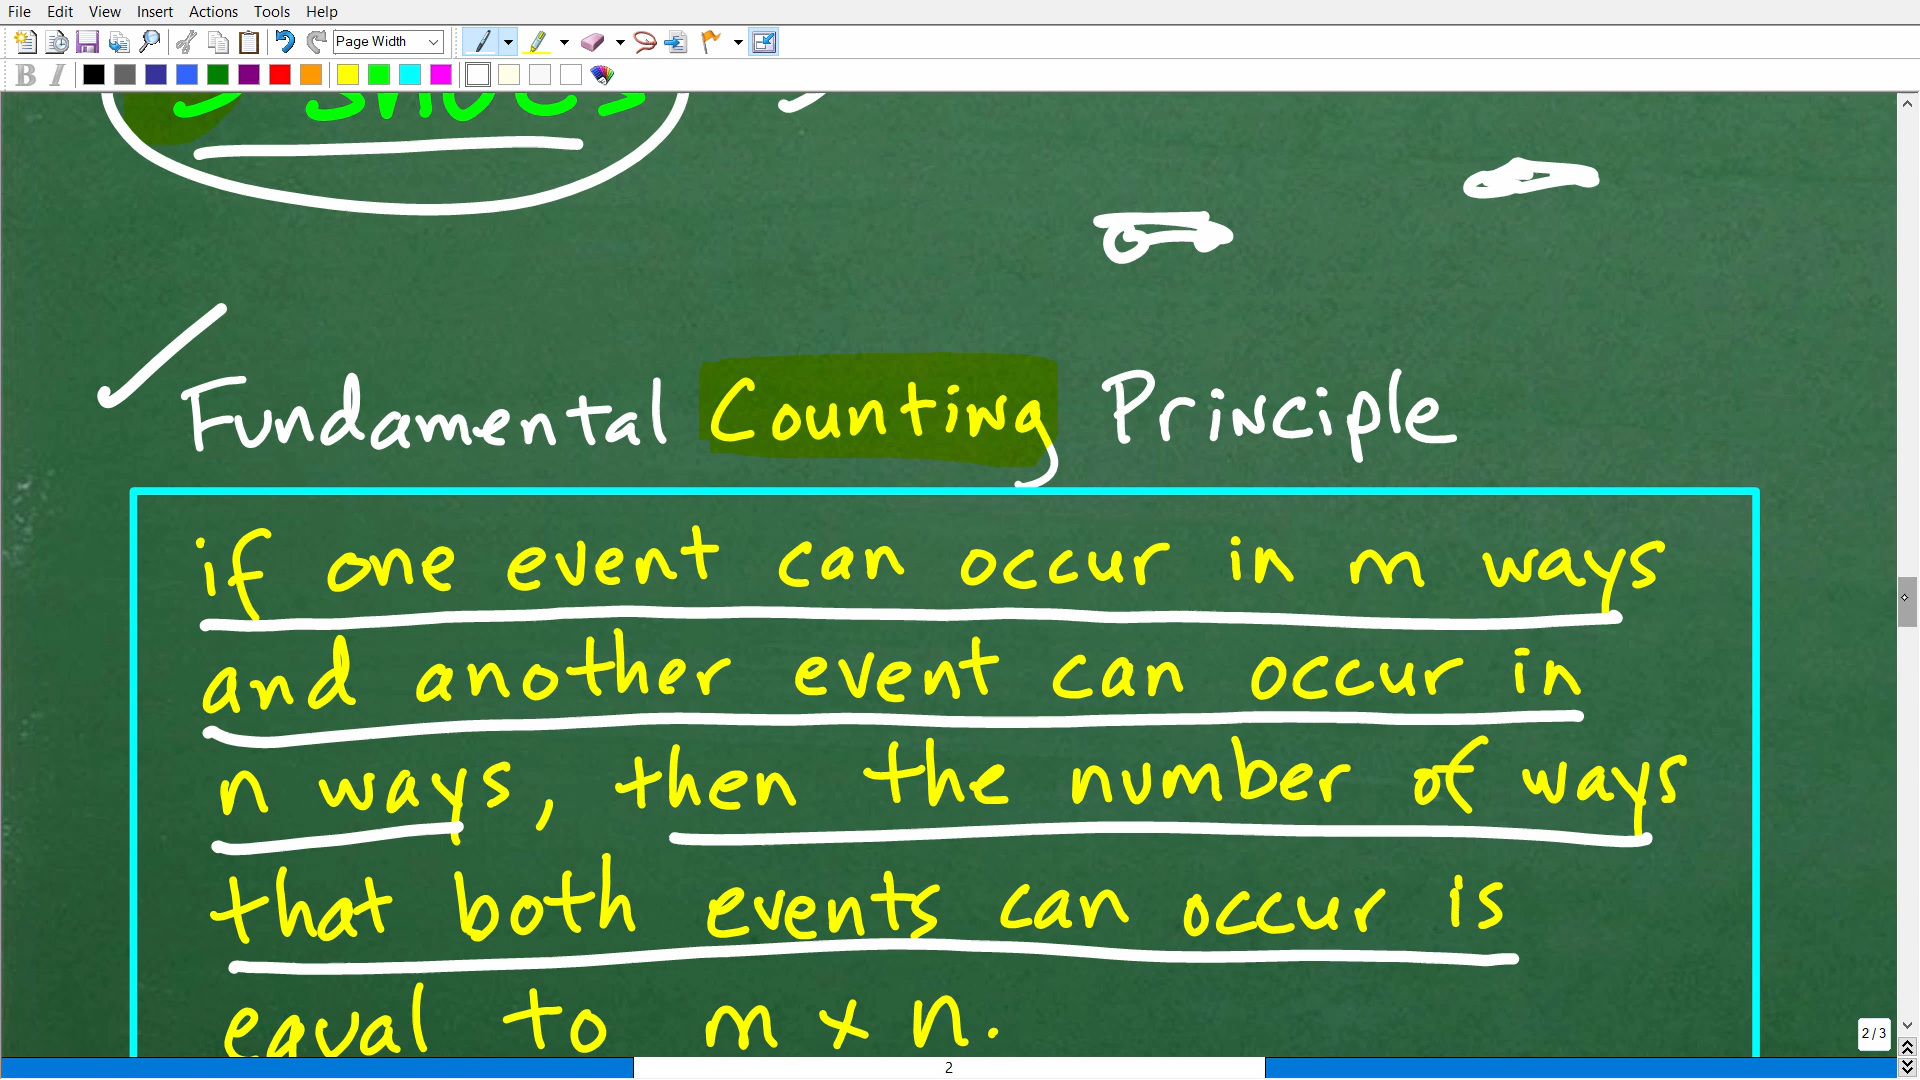 File Edit View Insert Actions Tools Help
Page Width
B I
shoes
Fundamental Counting Principle
if one event can occur in m ways
and another event can occur in
n ways, then the number of ways
that both events can occur is
equal to m x n.
2 / 3
2